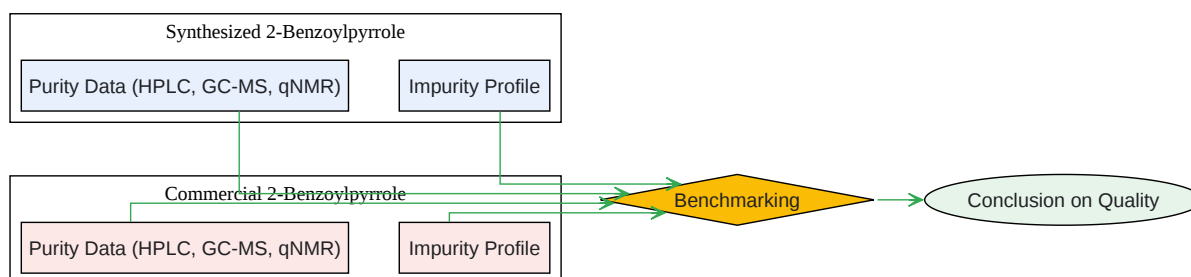 Synthesized 2-Benzoylpyrrole
Purity Data (HPLC, GC-MS, qNMR)
Impurity Profile
Commercial 2-Benzoylpyrrole
Purity Data (HPLC, GC-MS, qNMR)
Impurity Profile
Benchmarking
Conclusion on Quality